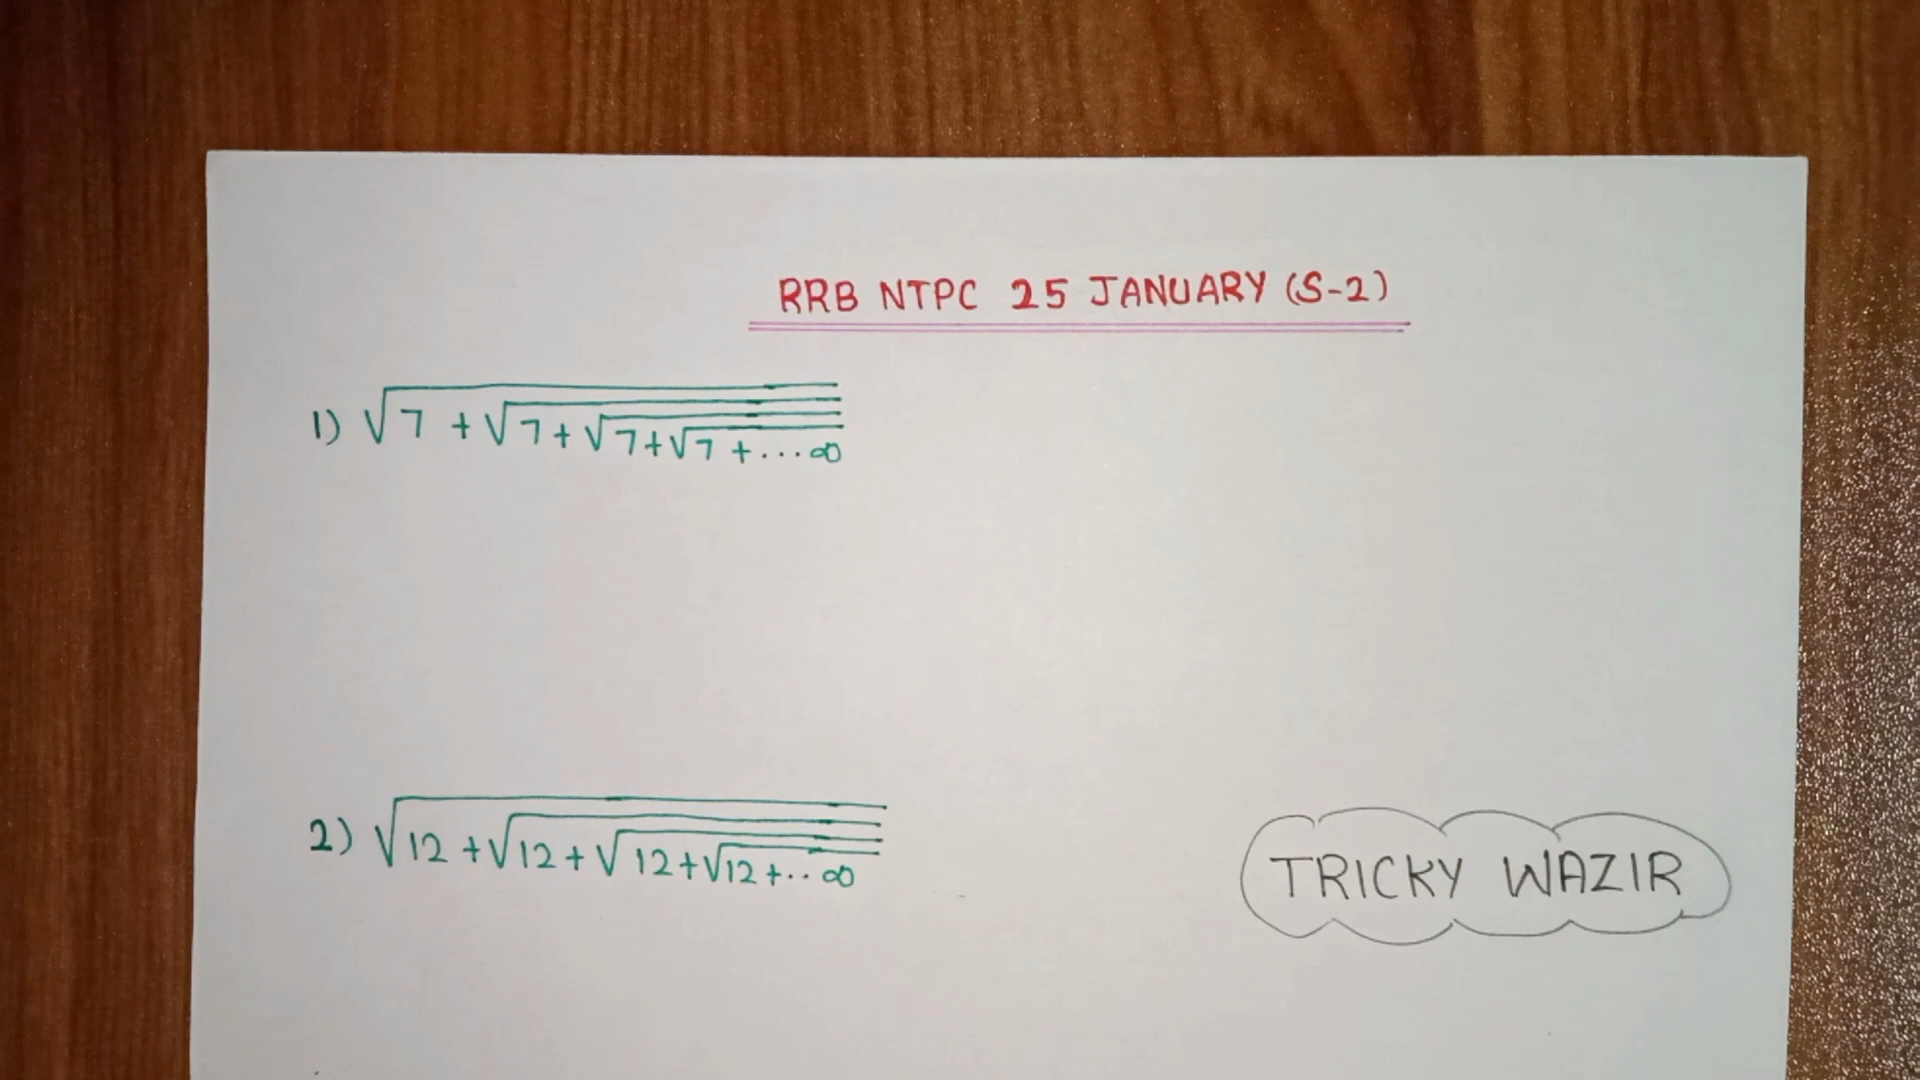 RRB NTPC 25 JANUARY (S-2)
1) √7 + √7 + √7 + √7 + ... ∞
2) √12 + √12 + √12 + √12 + .. ∞
TRICKY WAZIR